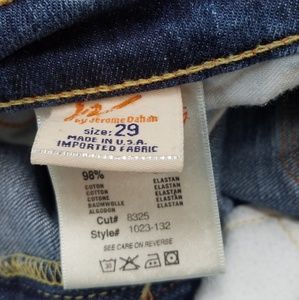 by Jerome Dahan
size: 29
MADE IN U.S.A.
IMPORTED FABRIC
98%
COTON ELASTAN
COTTON ELASTAN
COTONE ELASTAN
BAUMWOLLE ELASTAN
ALGODON
Cut# 8325
Style# 1023-132
SEE CARE ON REVERSE